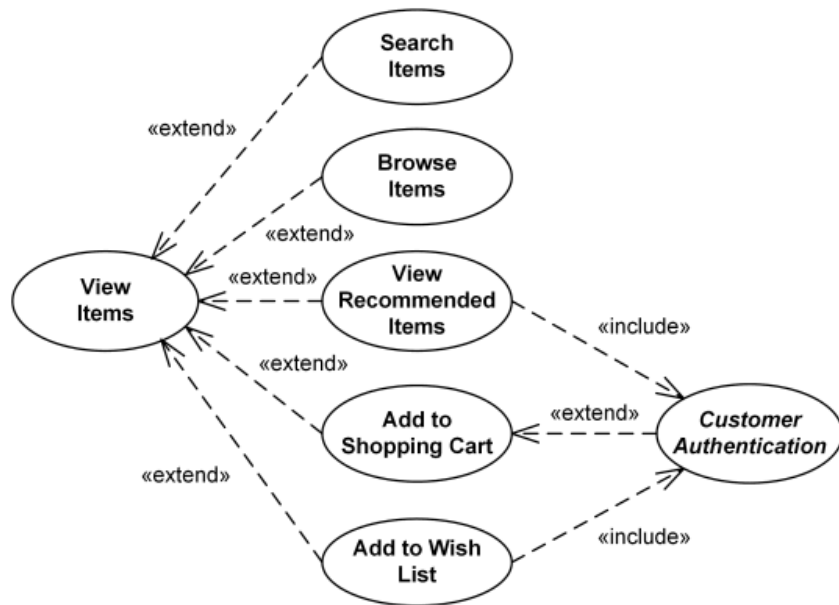 Search
Items
«extend»
Browse
Items
«extend»
View
Items
«extend»
View
Recommended
Items
«include»
«extend»
Add to
Shopping Cart
«extend»
Customer
Authentication
«extend»
Add to Wish
List
«include»